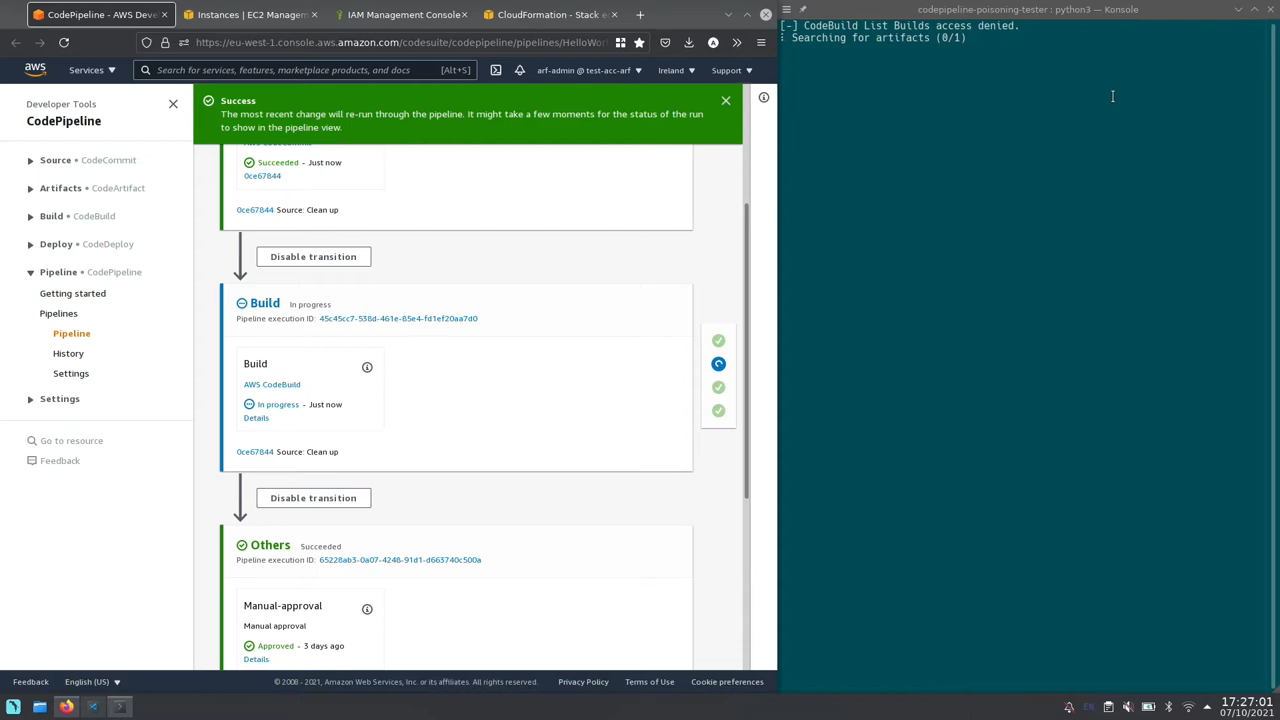 AWS Developer Tools
Instances | EC2 Managem
IAM Management Console
CloudFormation - Stack e
codepipeline-poisoning-tester : python3 — Konsole
https://eu-west-1.console.aws.amazon.com/codesuite/codepipeline/pipelines/HelloWor
aws
Services
Search for services, features, marketplace products, and docs
[Alt+S]
arf-admin @ test-acc-arf
Ireland
Support
[-] CodeBuild List Builds access denied.
Searching for artifacts (0/1)
Developer Tools
CodePipeline
Source • CodeCommit
Artifacts • CodeArtifact
Build • CodeBuild
Deploy • CodeDeploy
Pipeline • CodePipeline
Getting started
Pipelines
Pipeline
History
Settings
Settings
Go to resource
Feedback
Success
The most recent change will re-run through the pipeline. It might take a few moments for the status of the run
to show in the pipeline view.
Succeeded - Just now
0ce67844
0ce67844 Source: Clean up
Disable transition
Build In progress
Pipeline execution ID: 45c45cc7-538d-461e-85e4-fd1ef20aa7d0
Build
AWS CodeBuild
In progress - Just now
Details
0ce67844 Source: Clean up
Disable transition
Others Succeeded
Pipeline execution ID: 65228ab3-0a07-4248-91d1-d663740c500a
Manual-approval
Manual approval
Approved - 3 days ago
Details
Feedback
English (US)
© 2008 - 2021, Amazon Web Services, Inc. or its affiliates. All rights reserved.
Privacy Policy
Terms of Use
Cookie preferences
EN
17:27:01
07/10/2021